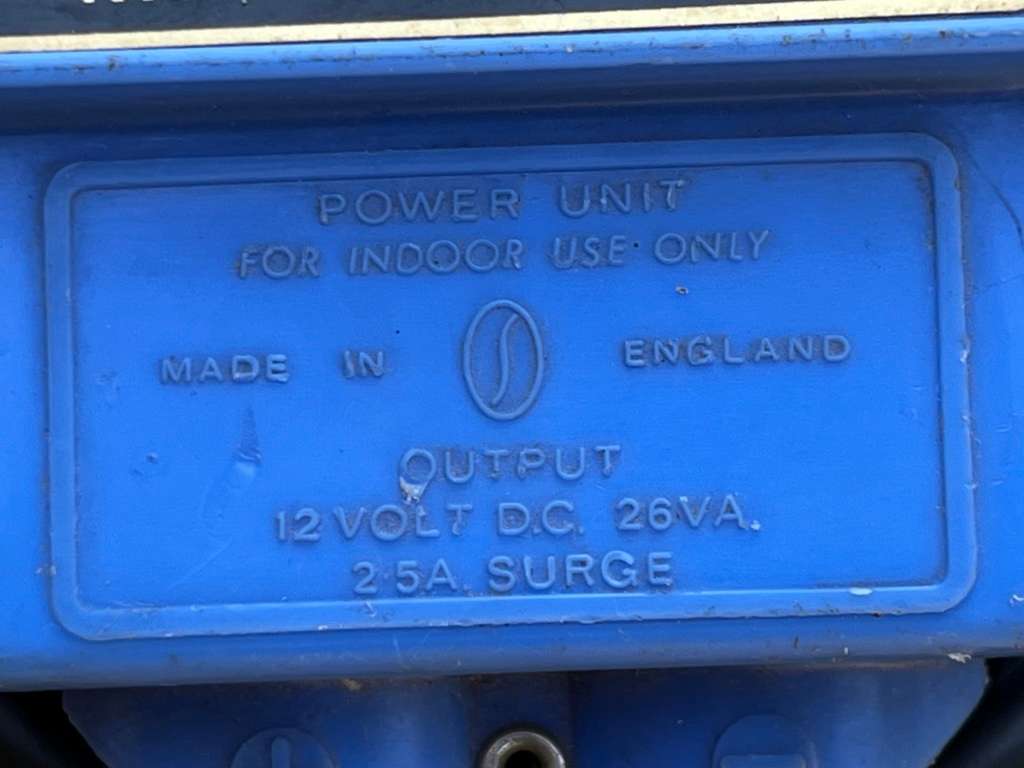 POWER UNIT
FOR INDOOR USE ONLY
MADE IN ENGLAND
OUTPUT
12 VOLT D.C. 26VA.
2·5A. SURGE